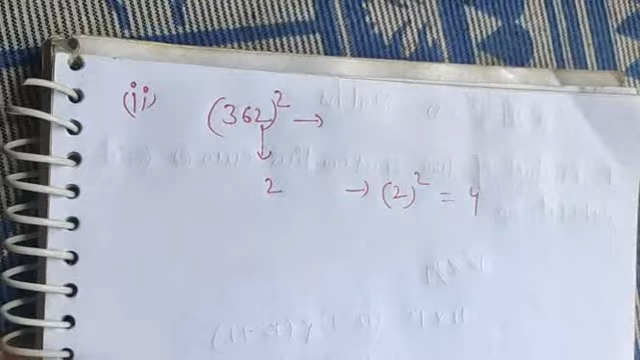 (ii) (362)² →
↓
2 → (2)² = 4